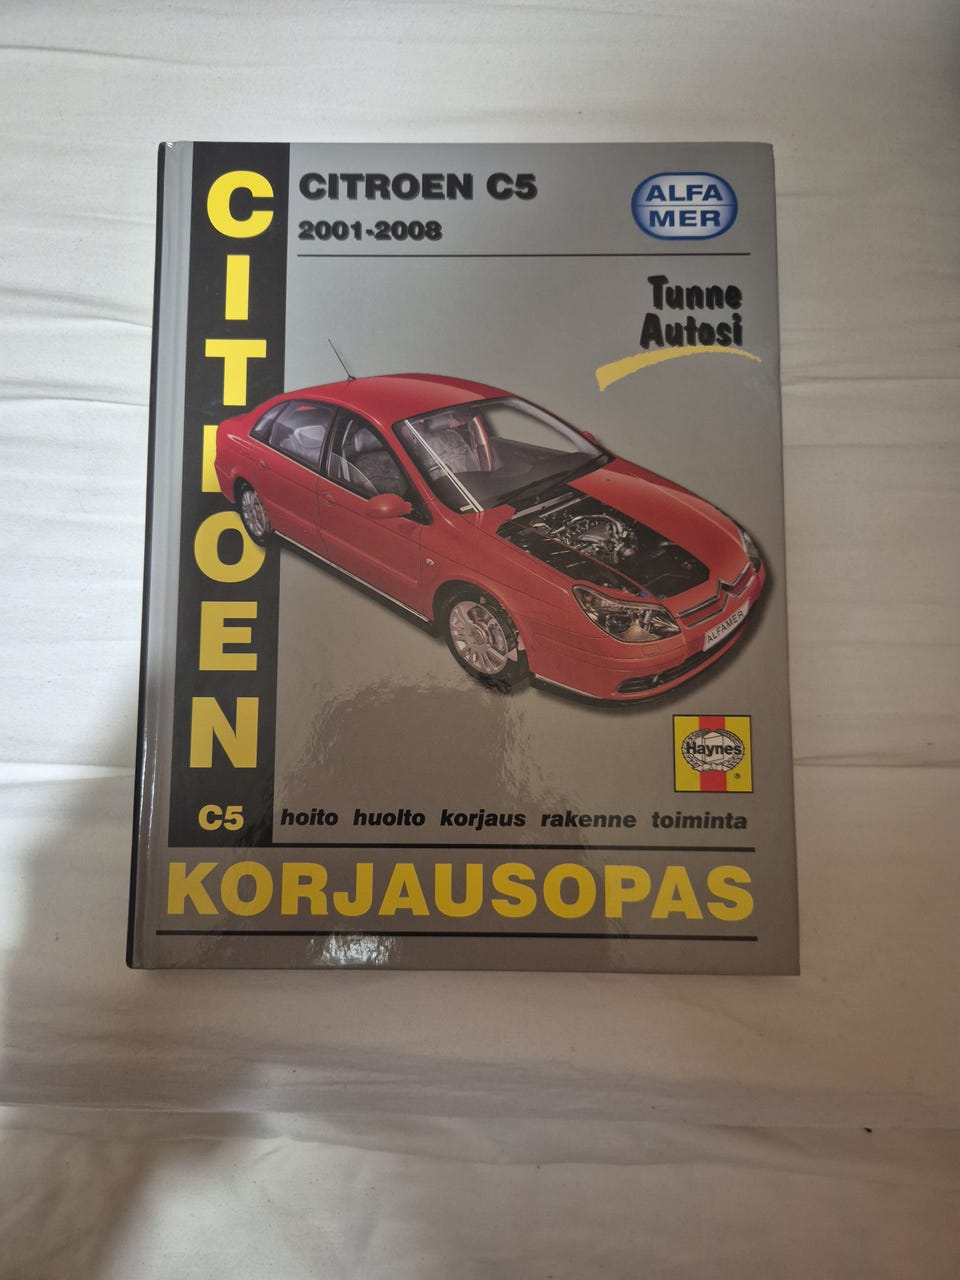 CITROEN
C5
CITROEN C5
2001-2008
ALFA
MER
Tunne
Autosi
ALFAMER
Haynes
®
hoito huolto korjaus rakenne toiminta
KORJAUSOPAS